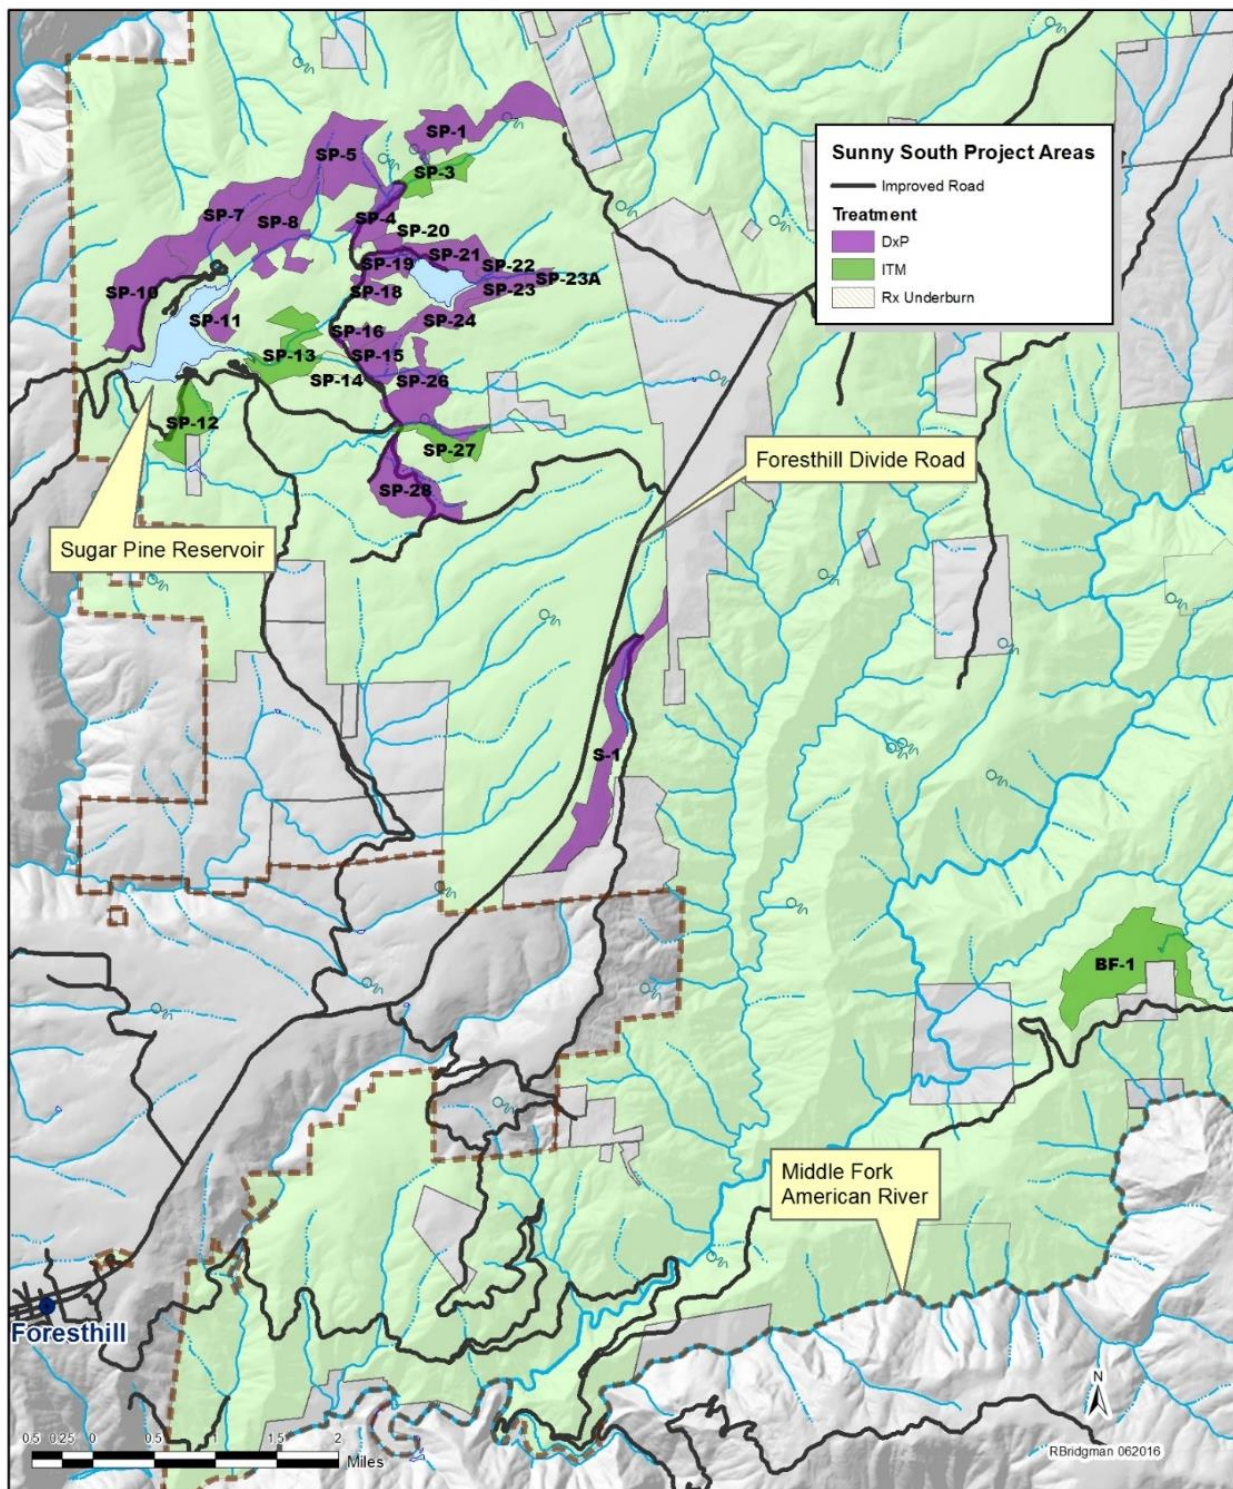 SP-1
SP-5
SP-3
SP-7
SP-8
SP-4
SP-20
SP-21
SP-19
SP-22
SP-23A
SP-18
SP-23
SP-10
SP-11
SP-24
SP-16
SP-13
SP-15
SP-14
SP-26
SP-12
SP-27
SP-28
Sunny South Project Areas
Improved Road
Treatment
DxP
ITM
Rx Underburn
Foresthill Divide Road
Sugar Pine Reservoir
S-1
BF-1
Middle Fork
American River
Foresthill
N
0.5 0.25 0 0.5 1 1.5 2
Miles
RBridgman 062016